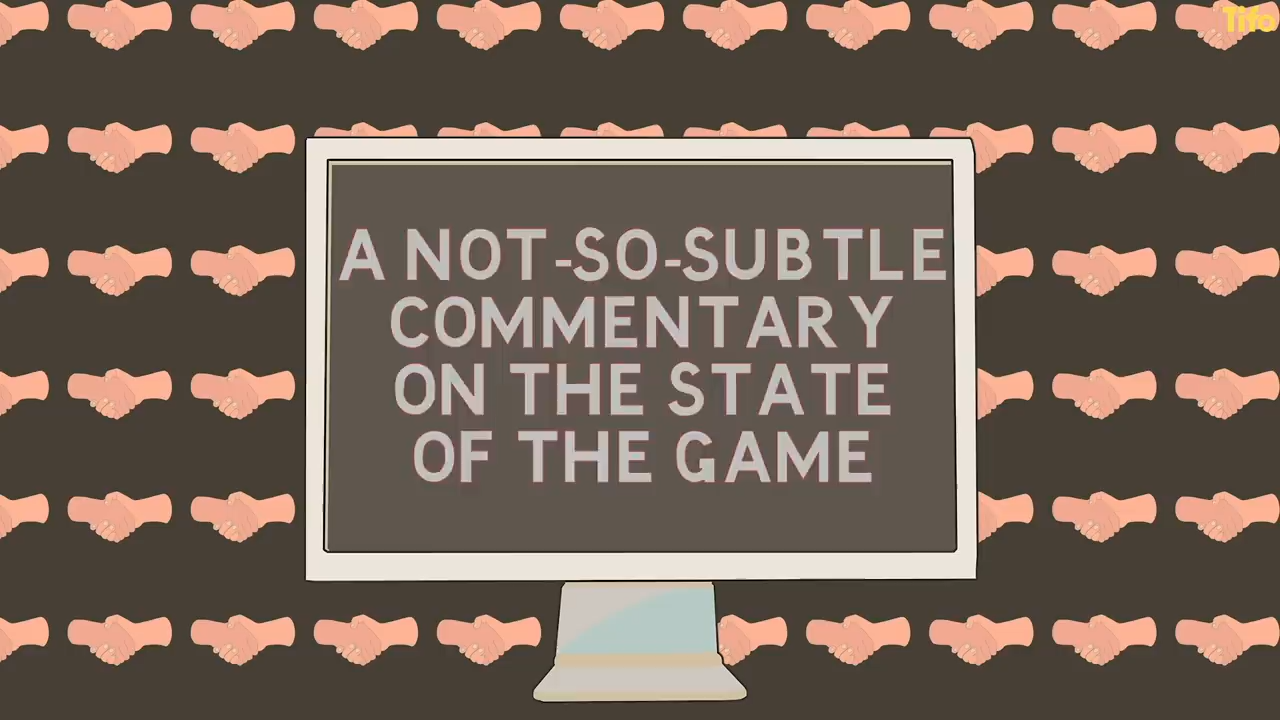 Tifo
A NOT-SO-SUBTLE
COMMENTARY
ON THE STATE
OF THE GAME